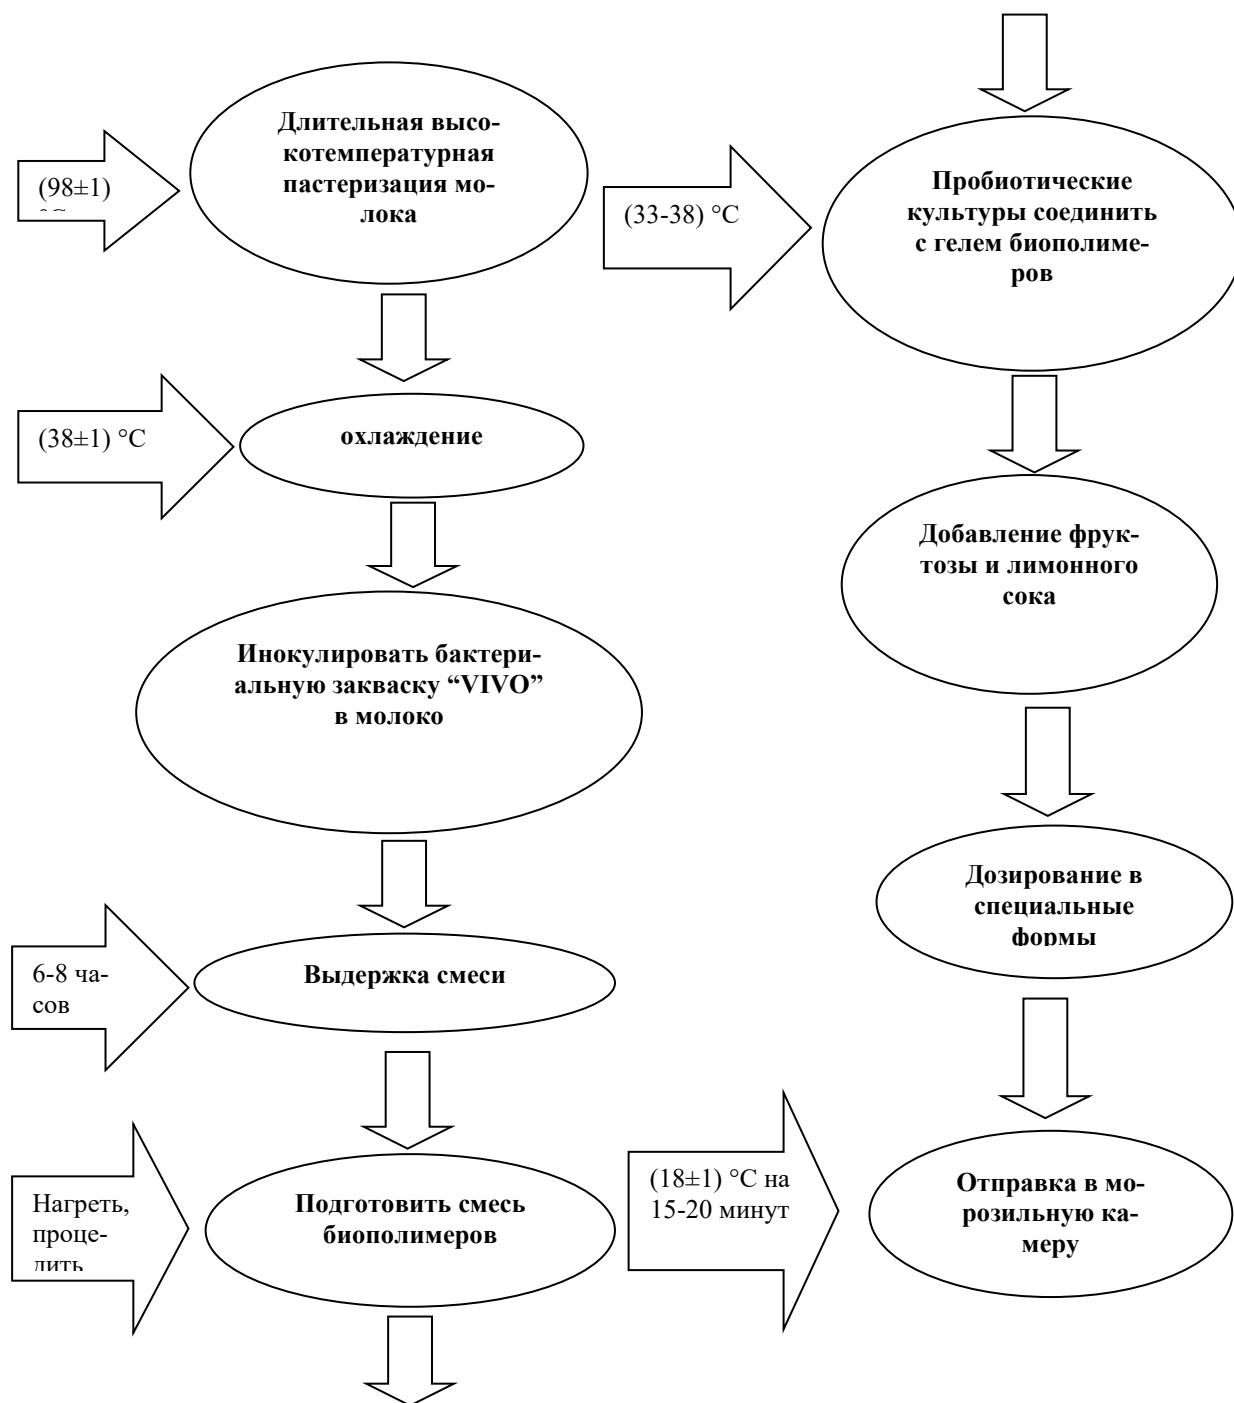 (98±1)
°C
Длительная высо-
котемпературная
пастеризация мо-
лока
(38±1) °C
охлаждение
Инокулировать бактери-
альную закваску “VIVO”
в молоко
6-8 ча-
сов
Выдержка смеси
Нагреть,
проце-
дить
Подготовить смесь
биополимеров
(33-38) °C
Пробиотические
культуры соединить
с гелем биополиме-
ров
Добавление фрук-
тозы и лимонного
сока
Дозирование в
специальные
формы
(18±1) °C на
15-20 минут
Отправка в мо-
розильную ка-
меру